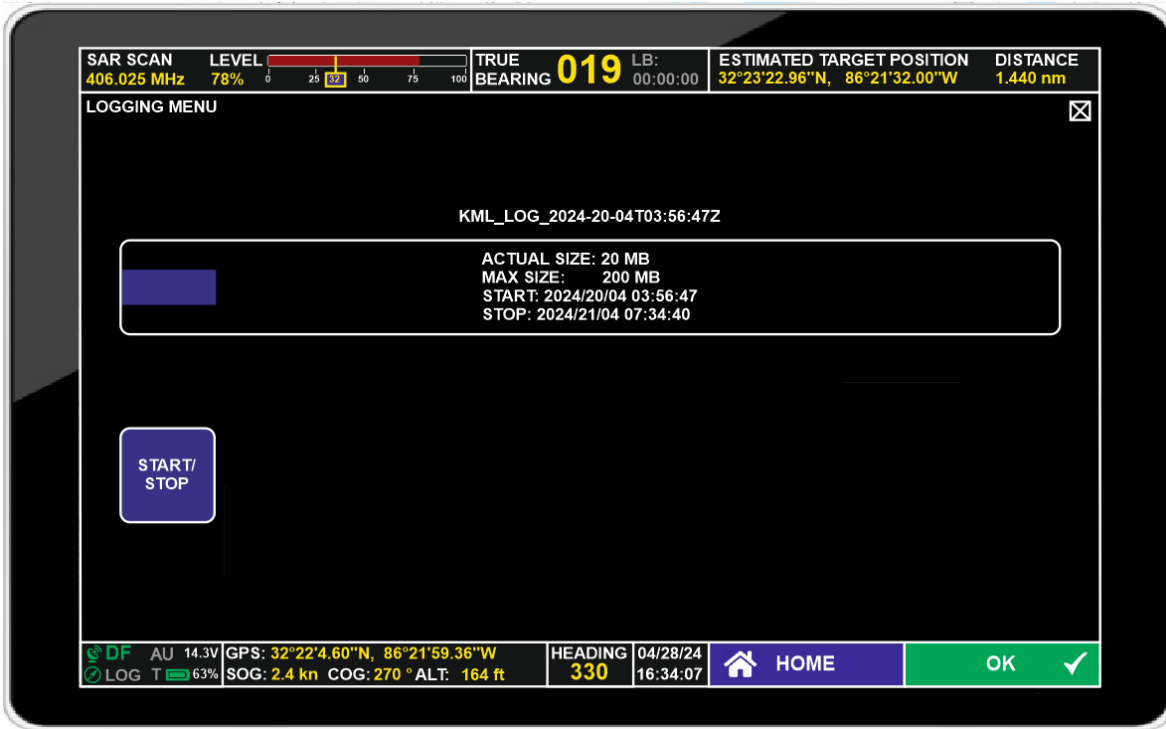 SAR SCAN LEVEL
406.025 MHz 78% 0 25 32 50 75 100
TRUE
BEARING 019
LB:
00:00:00
ESTIMATED TARGET POSITION DISTANCE
32°23'22.96"N, 86°21'32.00"W 1.440 nm
LOGGING MENU
KML_LOG_2024-20-04T03:56:47Z
ACTUAL SIZE: 20 MB
MAX SIZE: 200 MB
START: 2024/20/04 03:56:47
STOP: 2024/21/04 07:34:40
START/
STOP
DF AU 14.3V
LOG T 63%
GPS: 32°22'4.60"N, 86°21'59.36"W
SOG: 2.4 kn COG: 270 ° ALT: 164 ft
HEADING
330
04/28/24
16:34:07
HOME
OK